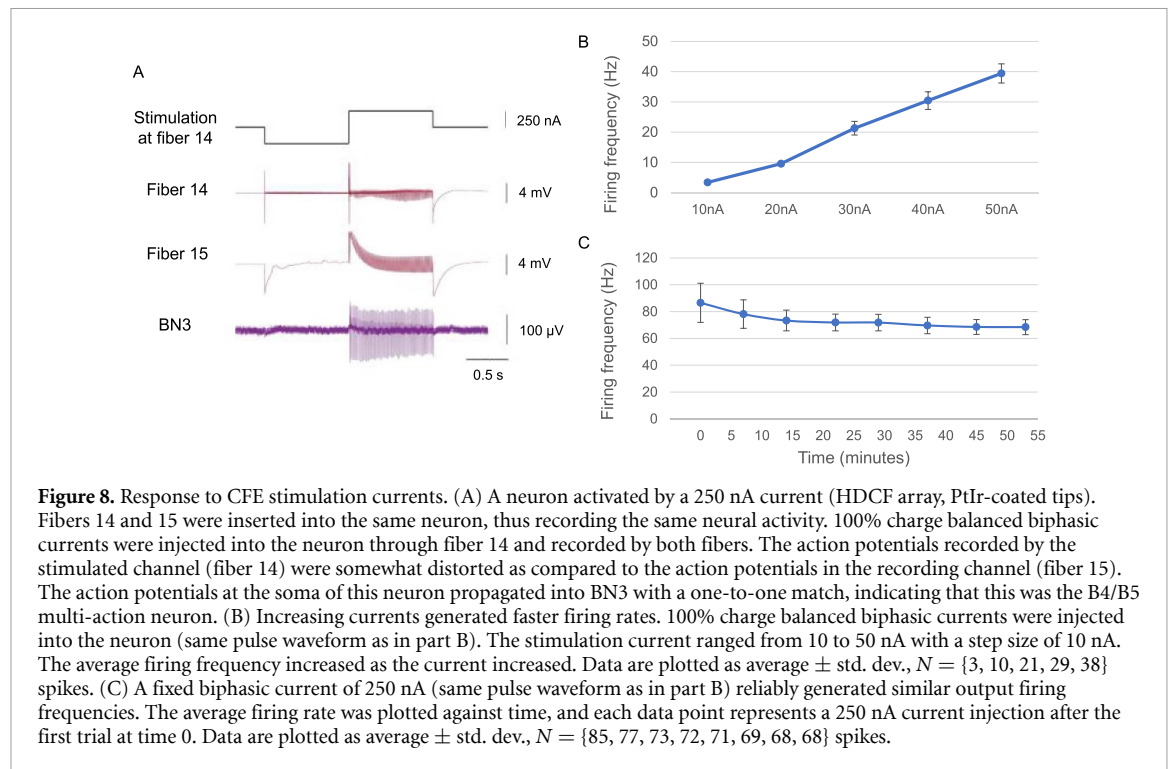 A
Stimulation
at fiber 14
250 nA
Fiber 14
4 mV
Fiber 15
4 mV
BN3
100 µV
0.5 s
B
Firing frequency (Hz)
50
40
30
20
10
0
10nA 20nA 30nA 40nA 50nA
C
Firing frequency (Hz)
120
100
80
60
40
20
0
0 5 10 15 20 25 30 35 40 45 50 55
Time (minutes)
Figure 8. Response to CFE stimulation currents. (A) A neuron activated by a 250 nA current (HDCF array, PtIr-coated tips).
Fibers 14 and 15 were inserted into the same neuron, thus recording the same neural activity. 100% charge balanced biphasic
currents were injected into the neuron through fiber 14 and recorded by both fibers. The action potentials recorded by the
stimulated channel (fiber 14) were somewhat distorted as compared to the action potentials in the recording channel (fiber 15).
The action potentials at the soma of this neuron propagated into BN3 with a one-to-one match, indicating that this was the B4/B5
multi-action neuron. (B) Increasing currents generated faster firing rates. 100% charge balanced biphasic currents were injected
into the neuron (same pulse waveform as in part B). The stimulation current ranged from 10 to 50 nA with a step size of 10 nA.
The average firing frequency increased as the current increased. Data are plotted as average ± std. dev., N = {3, 10, 21, 29, 38}
spikes. (C) A fixed biphasic current of 250 nA (same pulse waveform as in part B) reliably generated similar output firing
frequencies. The average firing rate was plotted against time, and each data point represents a 250 nA current injection after the
first trial at time 0. Data are plotted as average ± std. dev., N = {85, 77, 73, 72, 71, 69, 68, 68} spikes.